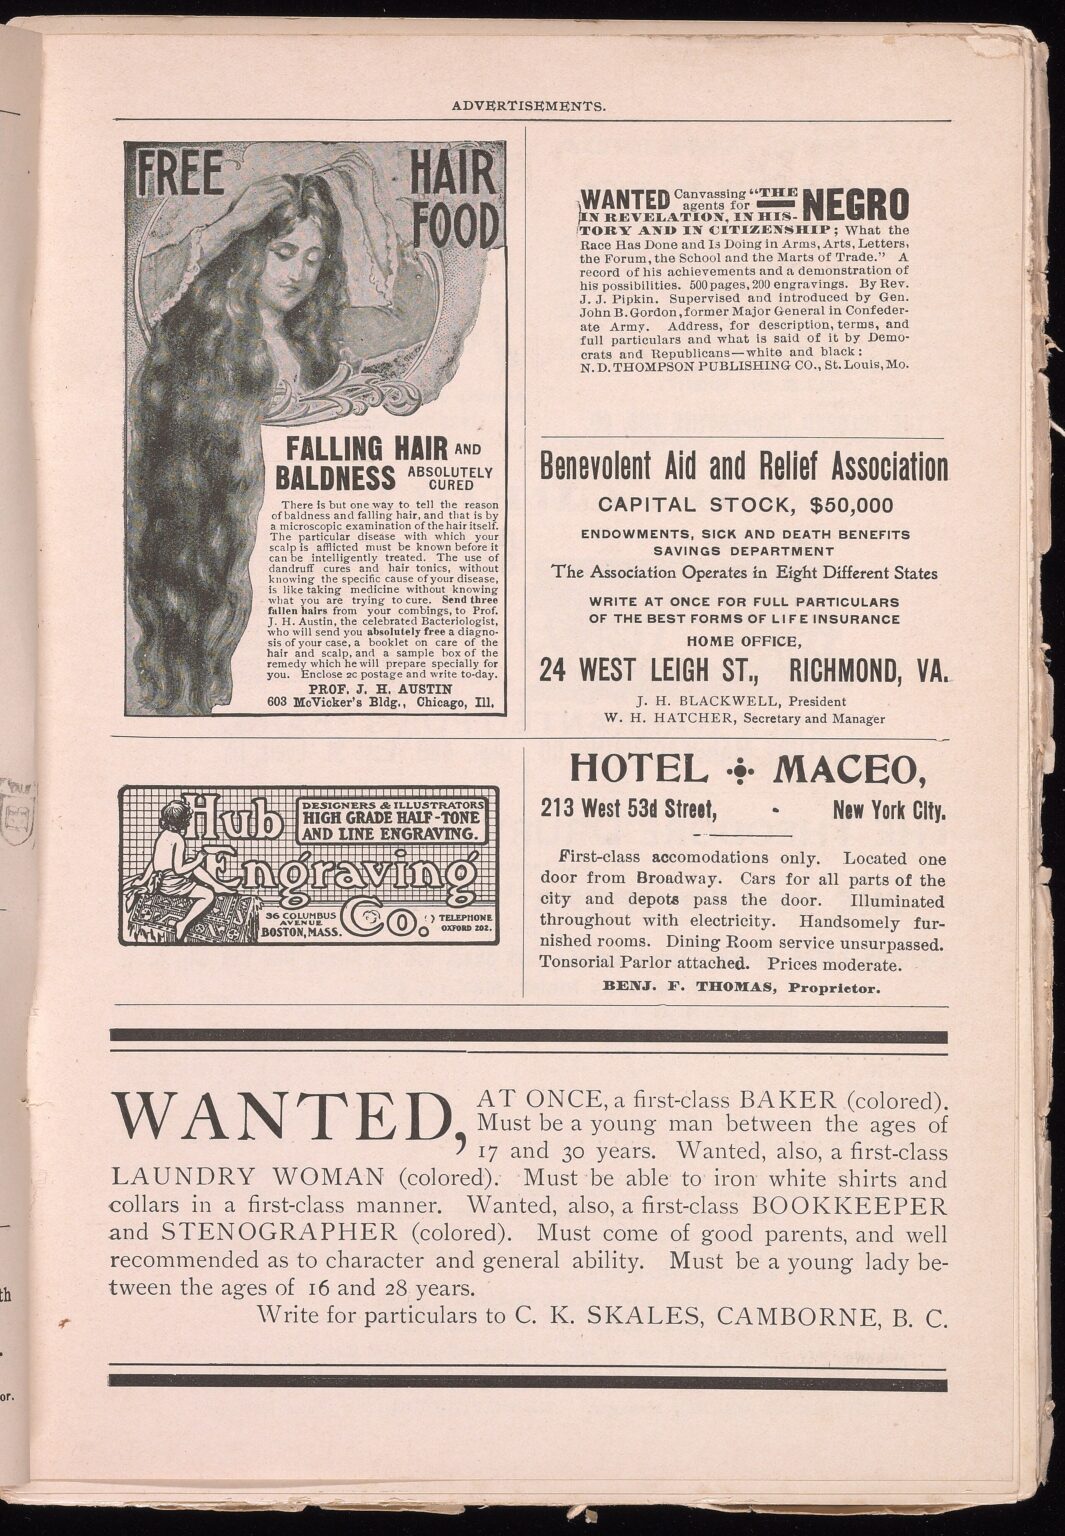 ADVERTISEMENTS.
FREE HAIR
FOOD
FALLING HAIR AND
BALDNESS ABSOLUTELY
CURED
There is but one way to tell the reason
of baldness and falling hair, and that is by
a microscopic examination of the hair itself.
The particular disease with which your
scalp is afflicted must be known before it
can be intelligently treated. The use of
dandruff cures and hair tonics, without
knowing the specific cause of your disease,
is like taking medicine without knowing
what you are trying to cure. Send three
fallen hairs from your combings, to Prof.
J. H. Austin, the celebrated Bacteriologist,
who will send you absolutely free a diagno-
sis of your case, a booklet on care of the
hair and scalp, and a sample box of the
remedy which he will prepare specially for
you. Enclose 2c postage and write to-day.
PROF. J. H. AUSTIN
603 McVicker's Bldg., Chicago, Ill.
WANTED Canvassing "THE NEGRO
agents for
IN REVELATION, IN HIS-
TORY AND IN CITIZENSHIP; What the
Race Has Done and Is Doing in Arms, Arts, Letters,
the Forum, the School and the Marts of Trade." A
record of his achievements and a demonstration of
his possibilities. 500 pages, 200 engravings. By Rev.
J. J. Pipkin. Supervised and introduced by Gen.
John B. Gordon, former Major General in Confeder-
ate Army. Address, for description, terms, and
full particulars and what is said of it by Demo-
crats and Republicans—white and black:
N. D. THOMPSON PUBLISHING CO., St. Louis, Mo.
Benevolent Aid and Relief Association
CAPITAL STOCK, $50,000
ENDOWMENTS, SICK AND DEATH BENEFITS
SAVINGS DEPARTMENT
The Association Operates in Eight Different States
WRITE AT ONCE FOR FULL PARTICULARS
OF THE BEST FORMS OF LIFE INSURANCE
HOME OFFICE,
24 WEST LEIGH ST., RICHMOND, VA.
J. H. BLACKWELL, President
W. H. HATCHER, Secretary and Manager
Hub
DESIGNERS & ILLUSTRATORS
HIGH GRADE HALF-TONE
AND LINE ENGRAVING.
Engraving
Co.
36 COLUMBUS
AVENUE
BOSTON, MASS.
TELEPHONE
OXFORD 202.
HOTEL MACEO,
213 West 53d Street, - New York City.
First-class accomodations only. Located one
door from Broadway. Cars for all parts of the
city and depots pass the door. Illuminated
throughout with electricity. Handsomely fur-
nished rooms. Dining Room service unsurpassed.
Tonsorial Parlor attached. Prices moderate.
BENJ. F. THOMAS, Proprietor.
WANTED, AT ONCE, a first-class BAKER (colored).
Must be a young man between the ages of
17 and 30 years. Wanted, also, a first-class
LAUNDRY WOMAN (colored). Must be able to iron white shirts and
collars in a first-class manner. Wanted, also, a first-class BOOKKEEPER
and STENOGRAPHER (colored). Must come of good parents, and well
recommended as to character and general ability. Must be a young lady be-
tween the ages of 16 and 28 years.
Write for particulars to C. K. SKALES, CAMBORNE, B. C.
th
or.